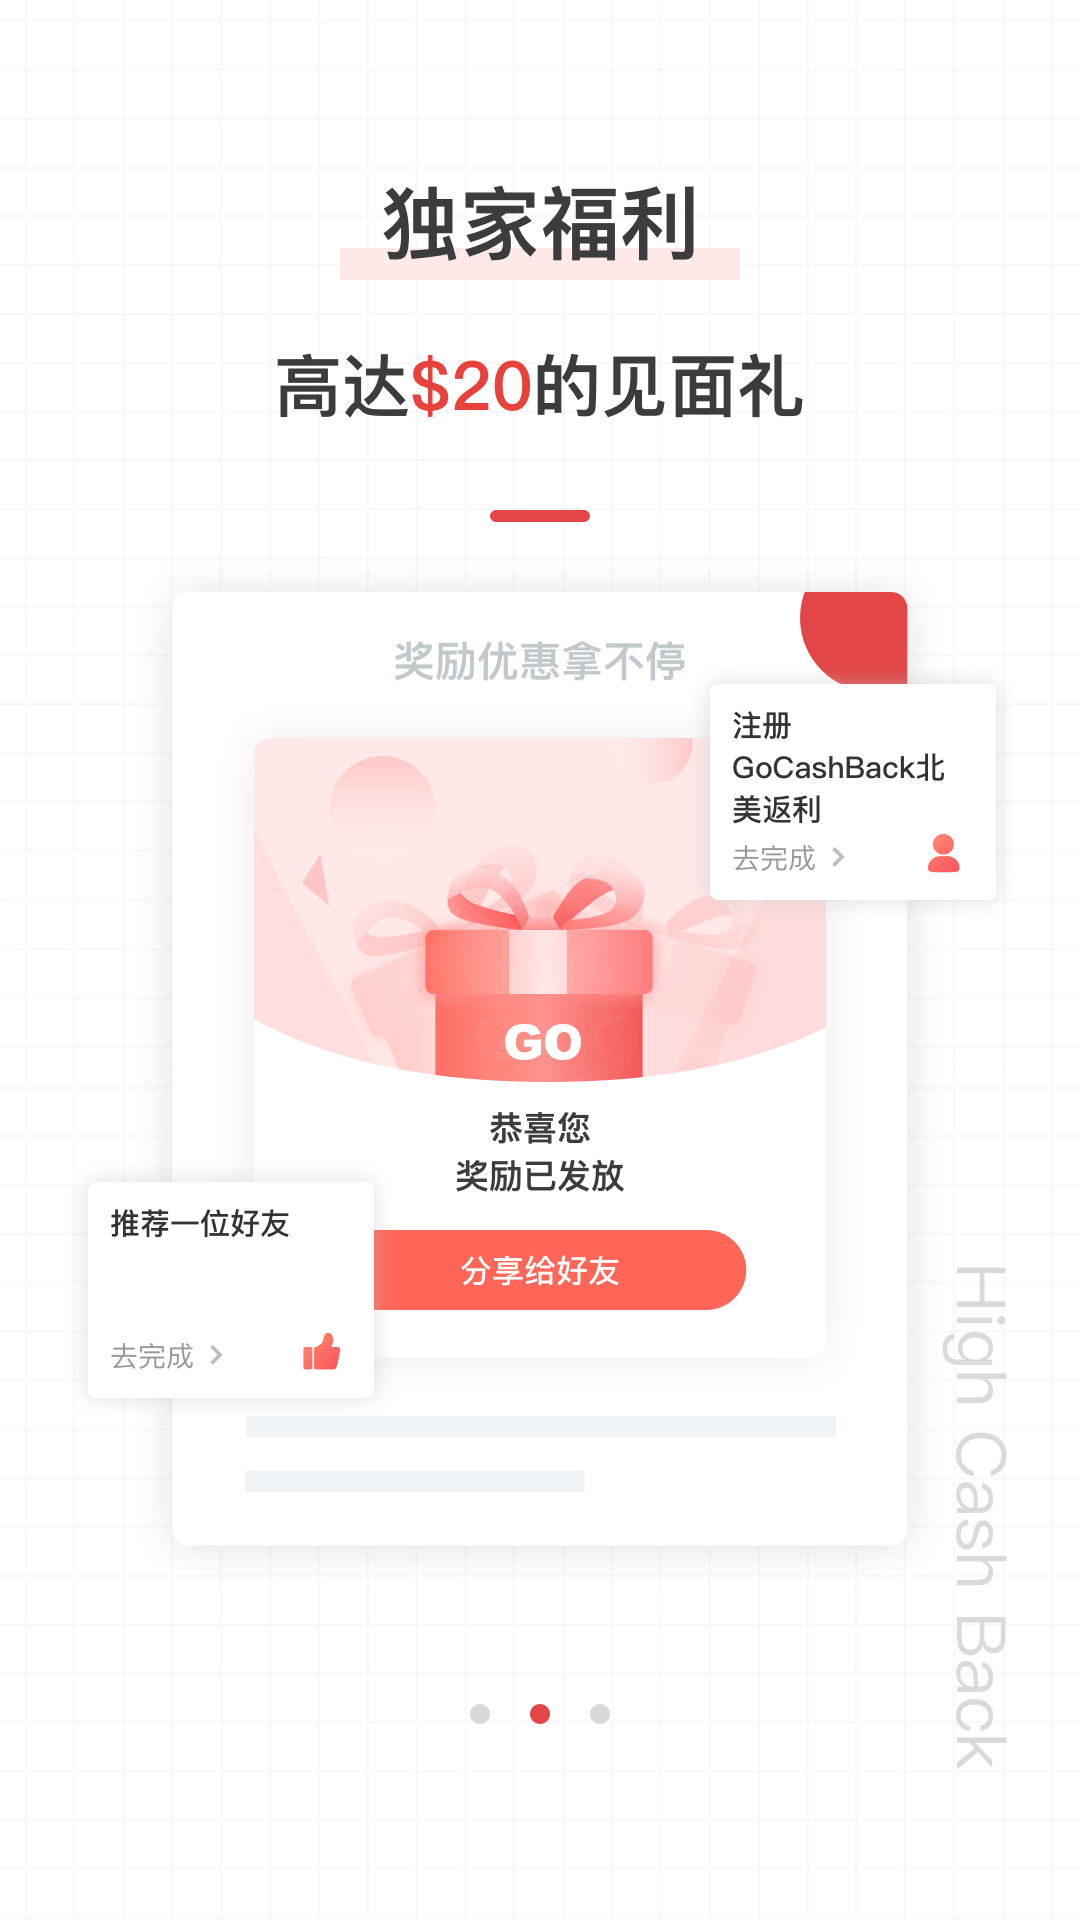 独家福利
高达$20的见面礼
奖励优惠拿不停
注册
GoCashBack北
美返利
去完成
GO
恭喜您
奖励已发放
推荐一位好友
分享给好友
去完成
High Cash Back